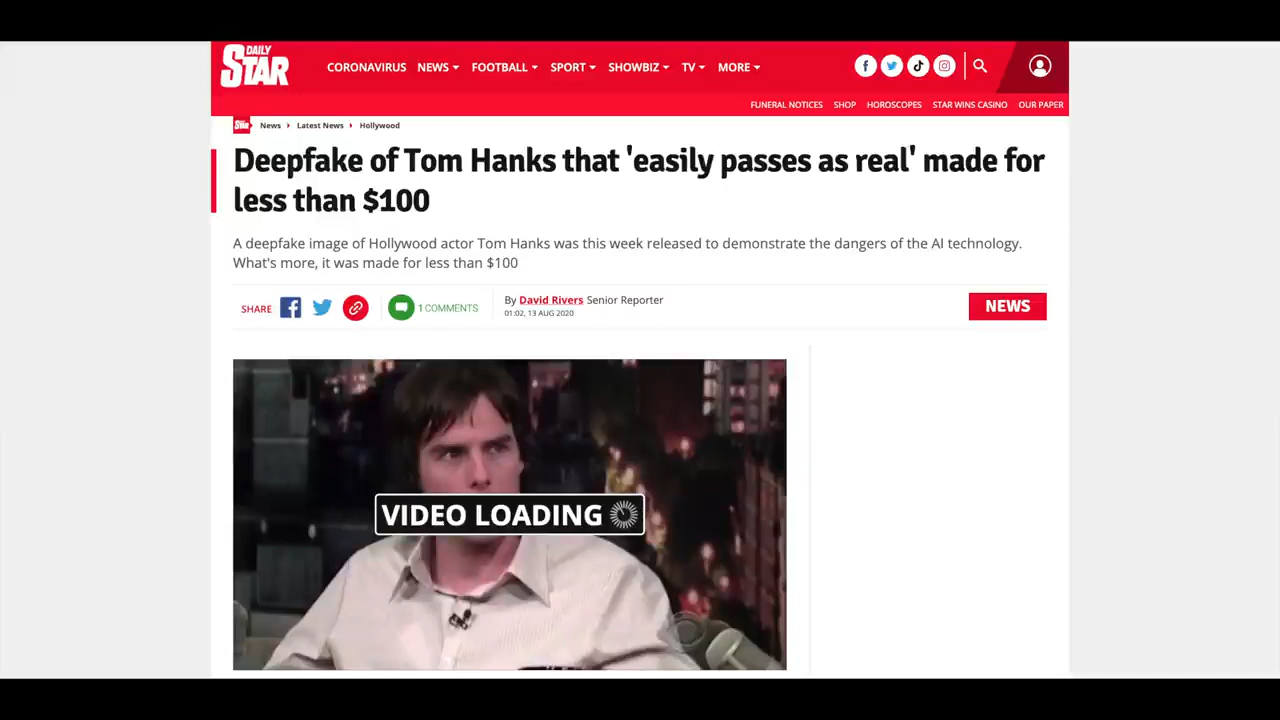 DAILY
STAR
CORONAVIRUS NEWS FOOTBALL SPORT SHOWBIZ TV MORE
FUNERAL NOTICES SHOP HOROSCOPES STAR WINS CASINO OUR PAPER
STAR News Latest News Hollywood
Deepfake of Tom Hanks that 'easily passes as real' made for
less than $100
A deepfake image of Hollywood actor Tom Hanks was this week released to demonstrate the dangers of the AI technology.
What's more, it was made for less than $100
SHARE 1 COMMENTS
By David Rivers Senior Reporter
01:02, 13 AUG 2020
NEWS
VIDEO LOADING